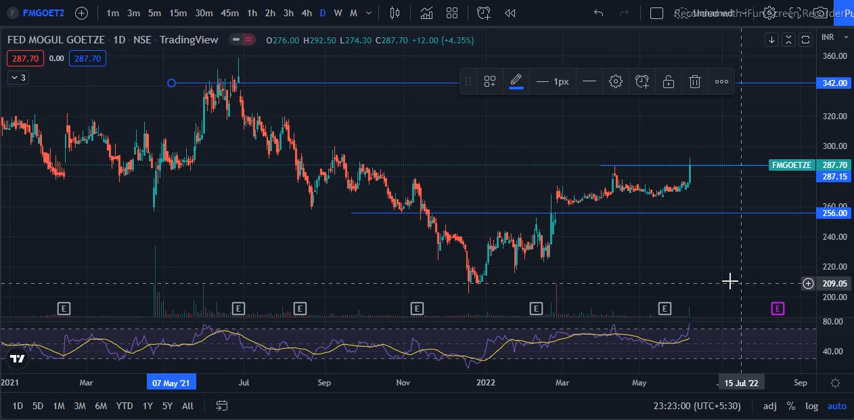 FMGOETZ 1m 3m 5m 15m 30m 45m 1h 2h 3h 4h D W M
FED MOGUL GOETZE · 1D · NSE · TradingView O276.00 H292.50 L274.30 C287.70 +12.00 (+4.35%)
INR
287.70 0.00 287.70
3
1px
360.00
342.00
320.00
300.00
FMGOETZE 287.70
287.15
260.00
256.00
240.00
220.00
209.05
200.00
E E E E E E E
80.00
40.00
2021 Mar 07 May '21 Jul Sep Nov 2022 Mar May 15 Jul '22 Sep
1D 5D 1M 3M 6M YTD 1Y 5Y All 23:23:00 (UTC+5:30) adj % log auto